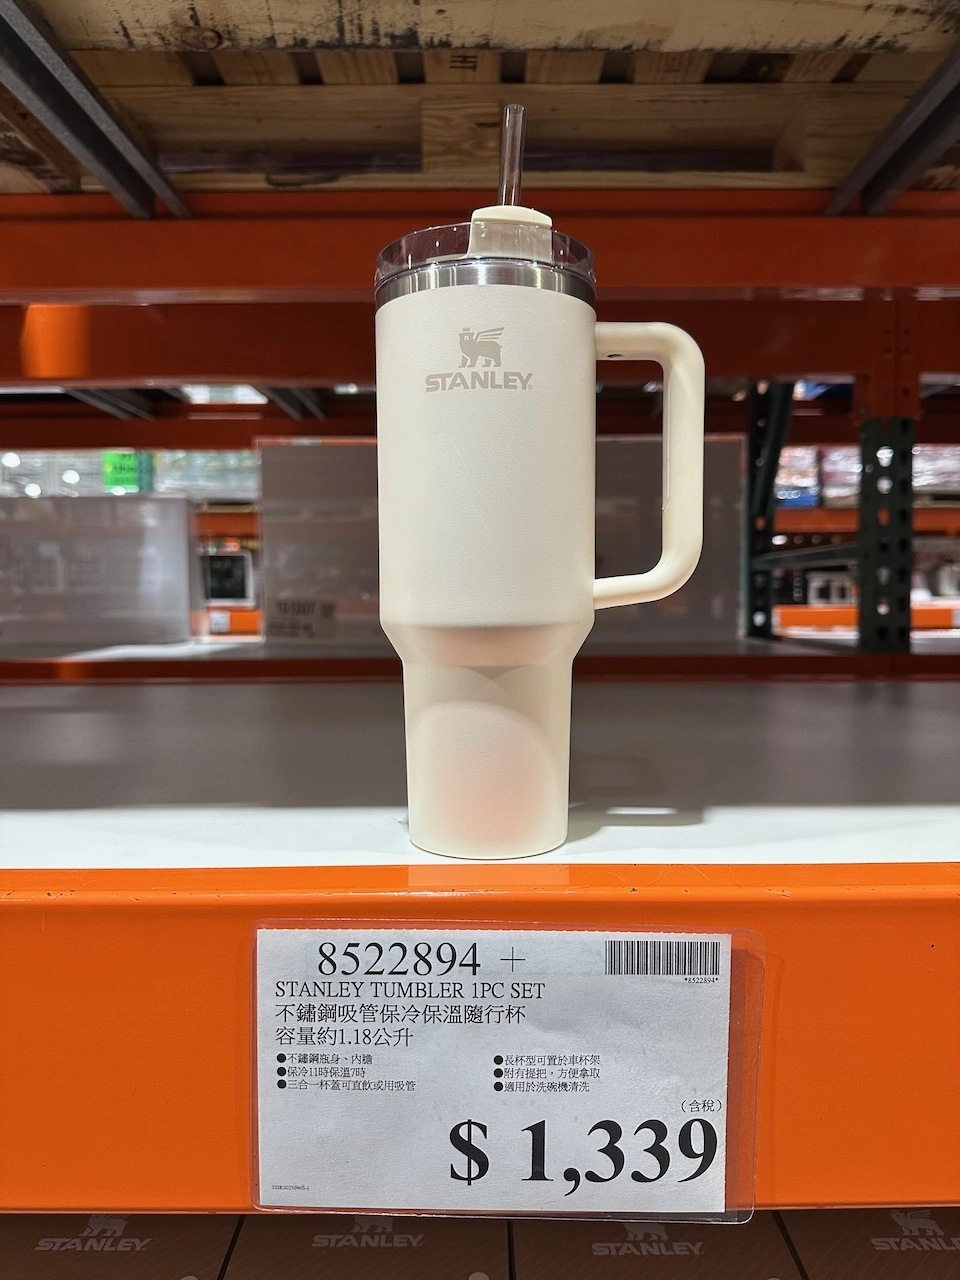 STANLEY
8522894 +
*8522894*
STANLEY TUMBLER 1PC SET
不鏽鋼吸管保冷保溫隨行杯
容量約1.18公升
●不鏽鋼瓶身、內膽
●保冷11時保溫7時
●三合一杯蓋可直飲或用吸管
●長杯型可置於車杯架
●附有提把，方便拿取
●適用於洗碗機清洗
(含稅)
$ 1,339
STANLEY
STANLEY
STANLEY
STANLEY